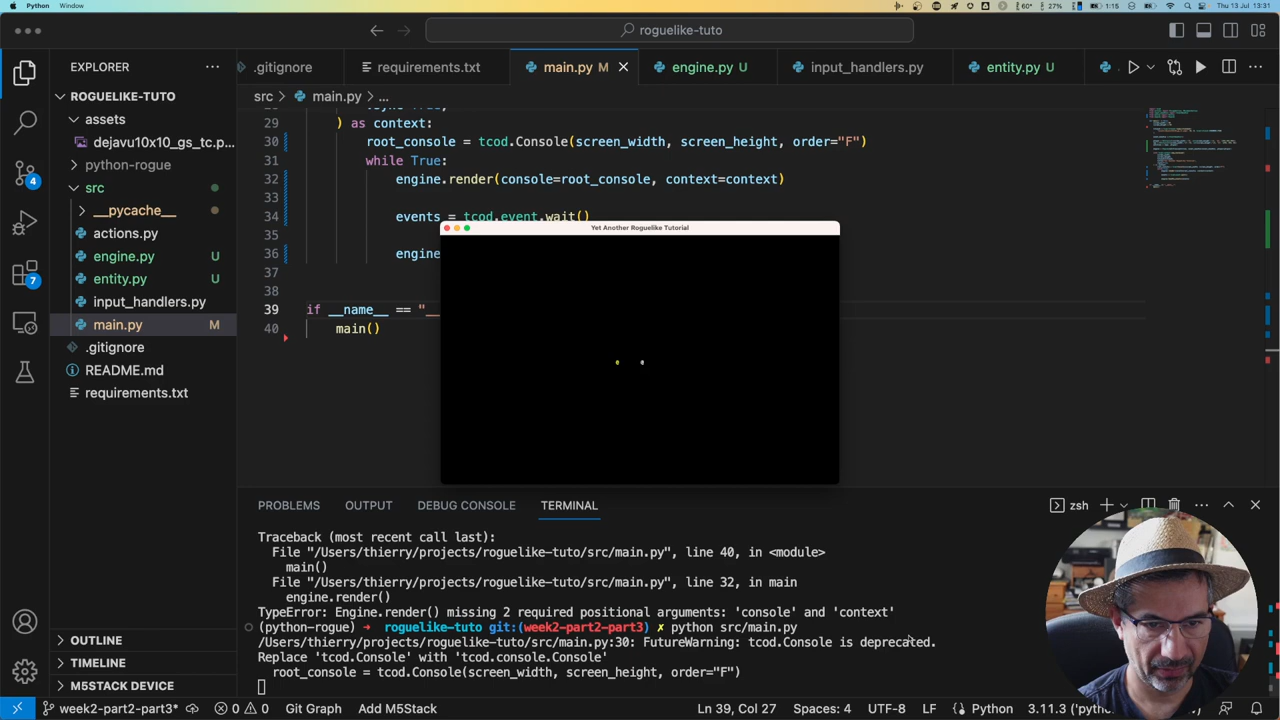 Python Window
60° 27% 1:15 Thu 13 Jul 13:31
roguelike-tuto
EXPLORER
.gitignore
requirements.txt
main.py M
engine.py U
input_handlers.py
entity.py U
ROGUELIKE-TUTO
assets
dejavu10x10_gs_tc.p...
python-rogue
src
__pycache__
actions.py
engine.py U
entity.py U
input_handlers.py
main.py M
.gitignore
README.md
requirements.txt
4
7
OUTLINE
TIMELINE
M5STACK DEVICE
src > main.py > ...
29 ) as context:
30 root_console = tcod.Console(screen_width, screen_height, order="F")
31 while True:
32 engine.render(console=root_console, context=context)
33
34 events = tcod.event.wait()
35
36 engine
37
38
39 if __name__ == "__
40 main()
Yet Another Roguelike Tutorial
PROBLEMS OUTPUT DEBUG CONSOLE TERMINAL
zsh
Traceback (most recent call last):
File "/Users/thierry/projects/roguelike-tuto/src/main.py", line 40, in <module>
main()
File "/Users/thierry/projects/roguelike-tuto/src/main.py", line 32, in main
engine.render()
TypeError: Engine.render() missing 2 required positional arguments: 'console' and 'context'
(python-rogue) ➜ roguelike-tuto git:(week2-part2-part3) ✗ python src/main.py
/Users/thierry/projects/roguelike-tuto/src/main.py:30: FutureWarning: tcod.Console is deprecated.
Replace 'tcod.Console' with 'tcod.console.Console'
root_console = tcod.Console(screen_width, screen_height, order="F")
week2-part2-part3* 0 0 Git Graph Add M5Stack Ln 39, Col 27 Spaces: 4 UTF-8 LF Python 3.11.3 ('pytho